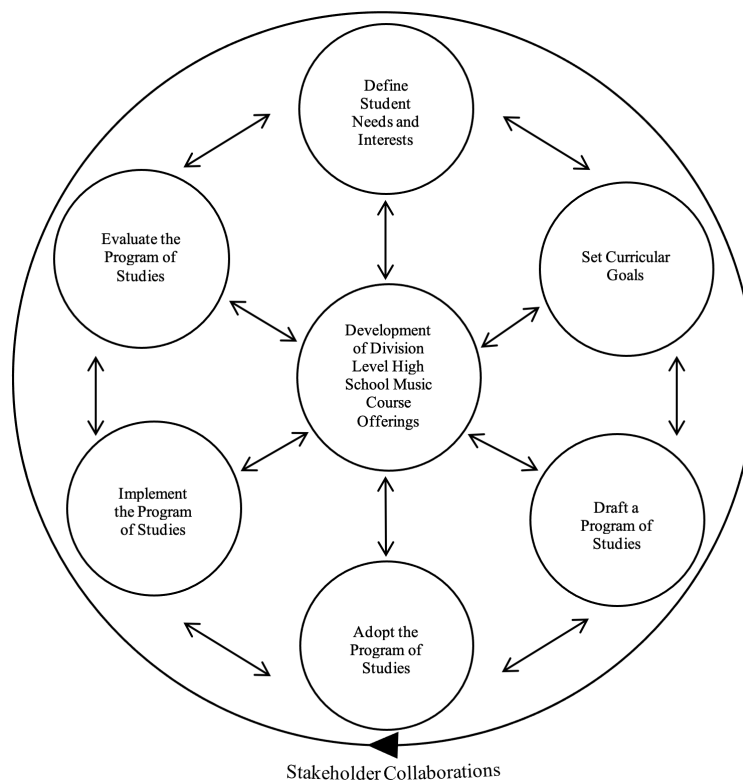 Define
Student
Needs and
Interests
Evaluate the
Program of
Studies
Set Curricular
Goals
Development
of Division
Level High
School Music
Course
Offerings
Implement
the Program
of Studies
Draft a
Program of
Studies
Adopt the
Program of
Studies
Stakeholder Collaborations